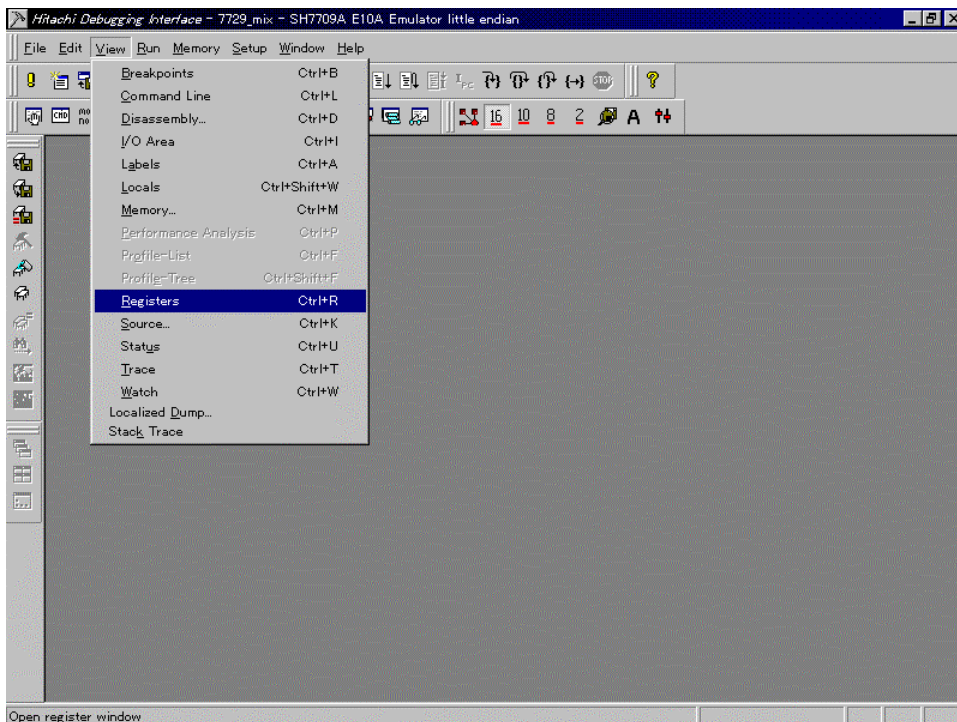 Hitachi Debugging Interface - 7729_mix - SH7709A E10A Emulator little endian
File Edit View Run Memory Setup Window Help
Breakpoints Ctrl+B
Command Line Ctrl+L
Disassembly... Ctrl+D
I/O Area Ctrl+I
Labels Ctrl+A
Locals Ctrl+Shift+W
Memory... Ctrl+M
Performance Analysis Ctrl+P
Profile-List Ctrl+F
Profile-Tree Ctrl+Shift+F
Registers Ctrl+R
Source... Ctrl+K
Status Ctrl+U
Trace Ctrl+T
Watch Ctrl+W
Localized Dump...
Stack Trace
PC
STOP
?
CMD
16 10 8 2 A
Open register window